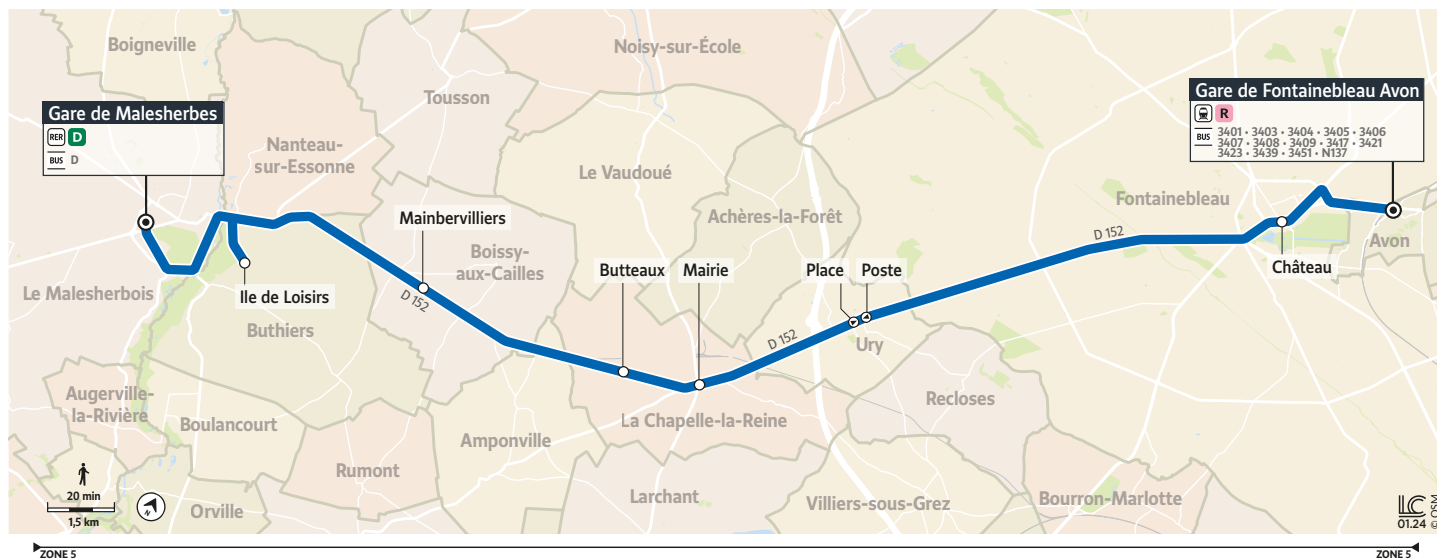 Boigneville
Noisy-sur-École
Tousson
Gare de Malesherbes
RER D
BUS D
Gare de Fontainebleau Avon
R
BUS 3401 • 3403 • 3404 • 3405 • 3406
3407 • 3408 • 3409 • 3417 • 3421
3423 • 3439 • 3451 • N137
Nanteau-
sur-Essonne
Le Vaudoué
Achères-la-Forêt
Fontainebleau
Mainbervilliers
D 152
Avon
Boissy-
aux-Cailles
Butteaux
Mairie
Place
Poste
Château
Le Malesherbois
Ile de Loisirs
D 152
Buthiers
D 152
Ury
Augerville-
la-Rivière
Boulancourt
Recloses
La Chapelle-la-Reine
Amponville
Rumont
Larchant
Villiers-sous-Grez
Bourron-Marlotte
20 min
1,5 km
N
Orville
LC
01.24
© OSM
ZONE 5
ZONE 5